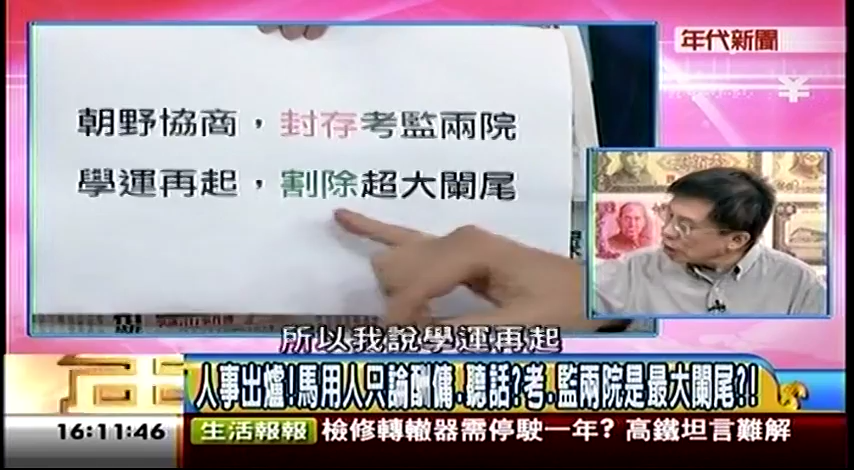 年代新聞
朝野協商，封存考監兩院
學運再起，割除超大闌尾
所以我說學運再起
人事出爐!馬用人只論酬傭.聽話?考.監兩院是最大闌尾?!
16:11:46
生活報報 檢修轉轍器需停駛一年? 高鐵坦言難解